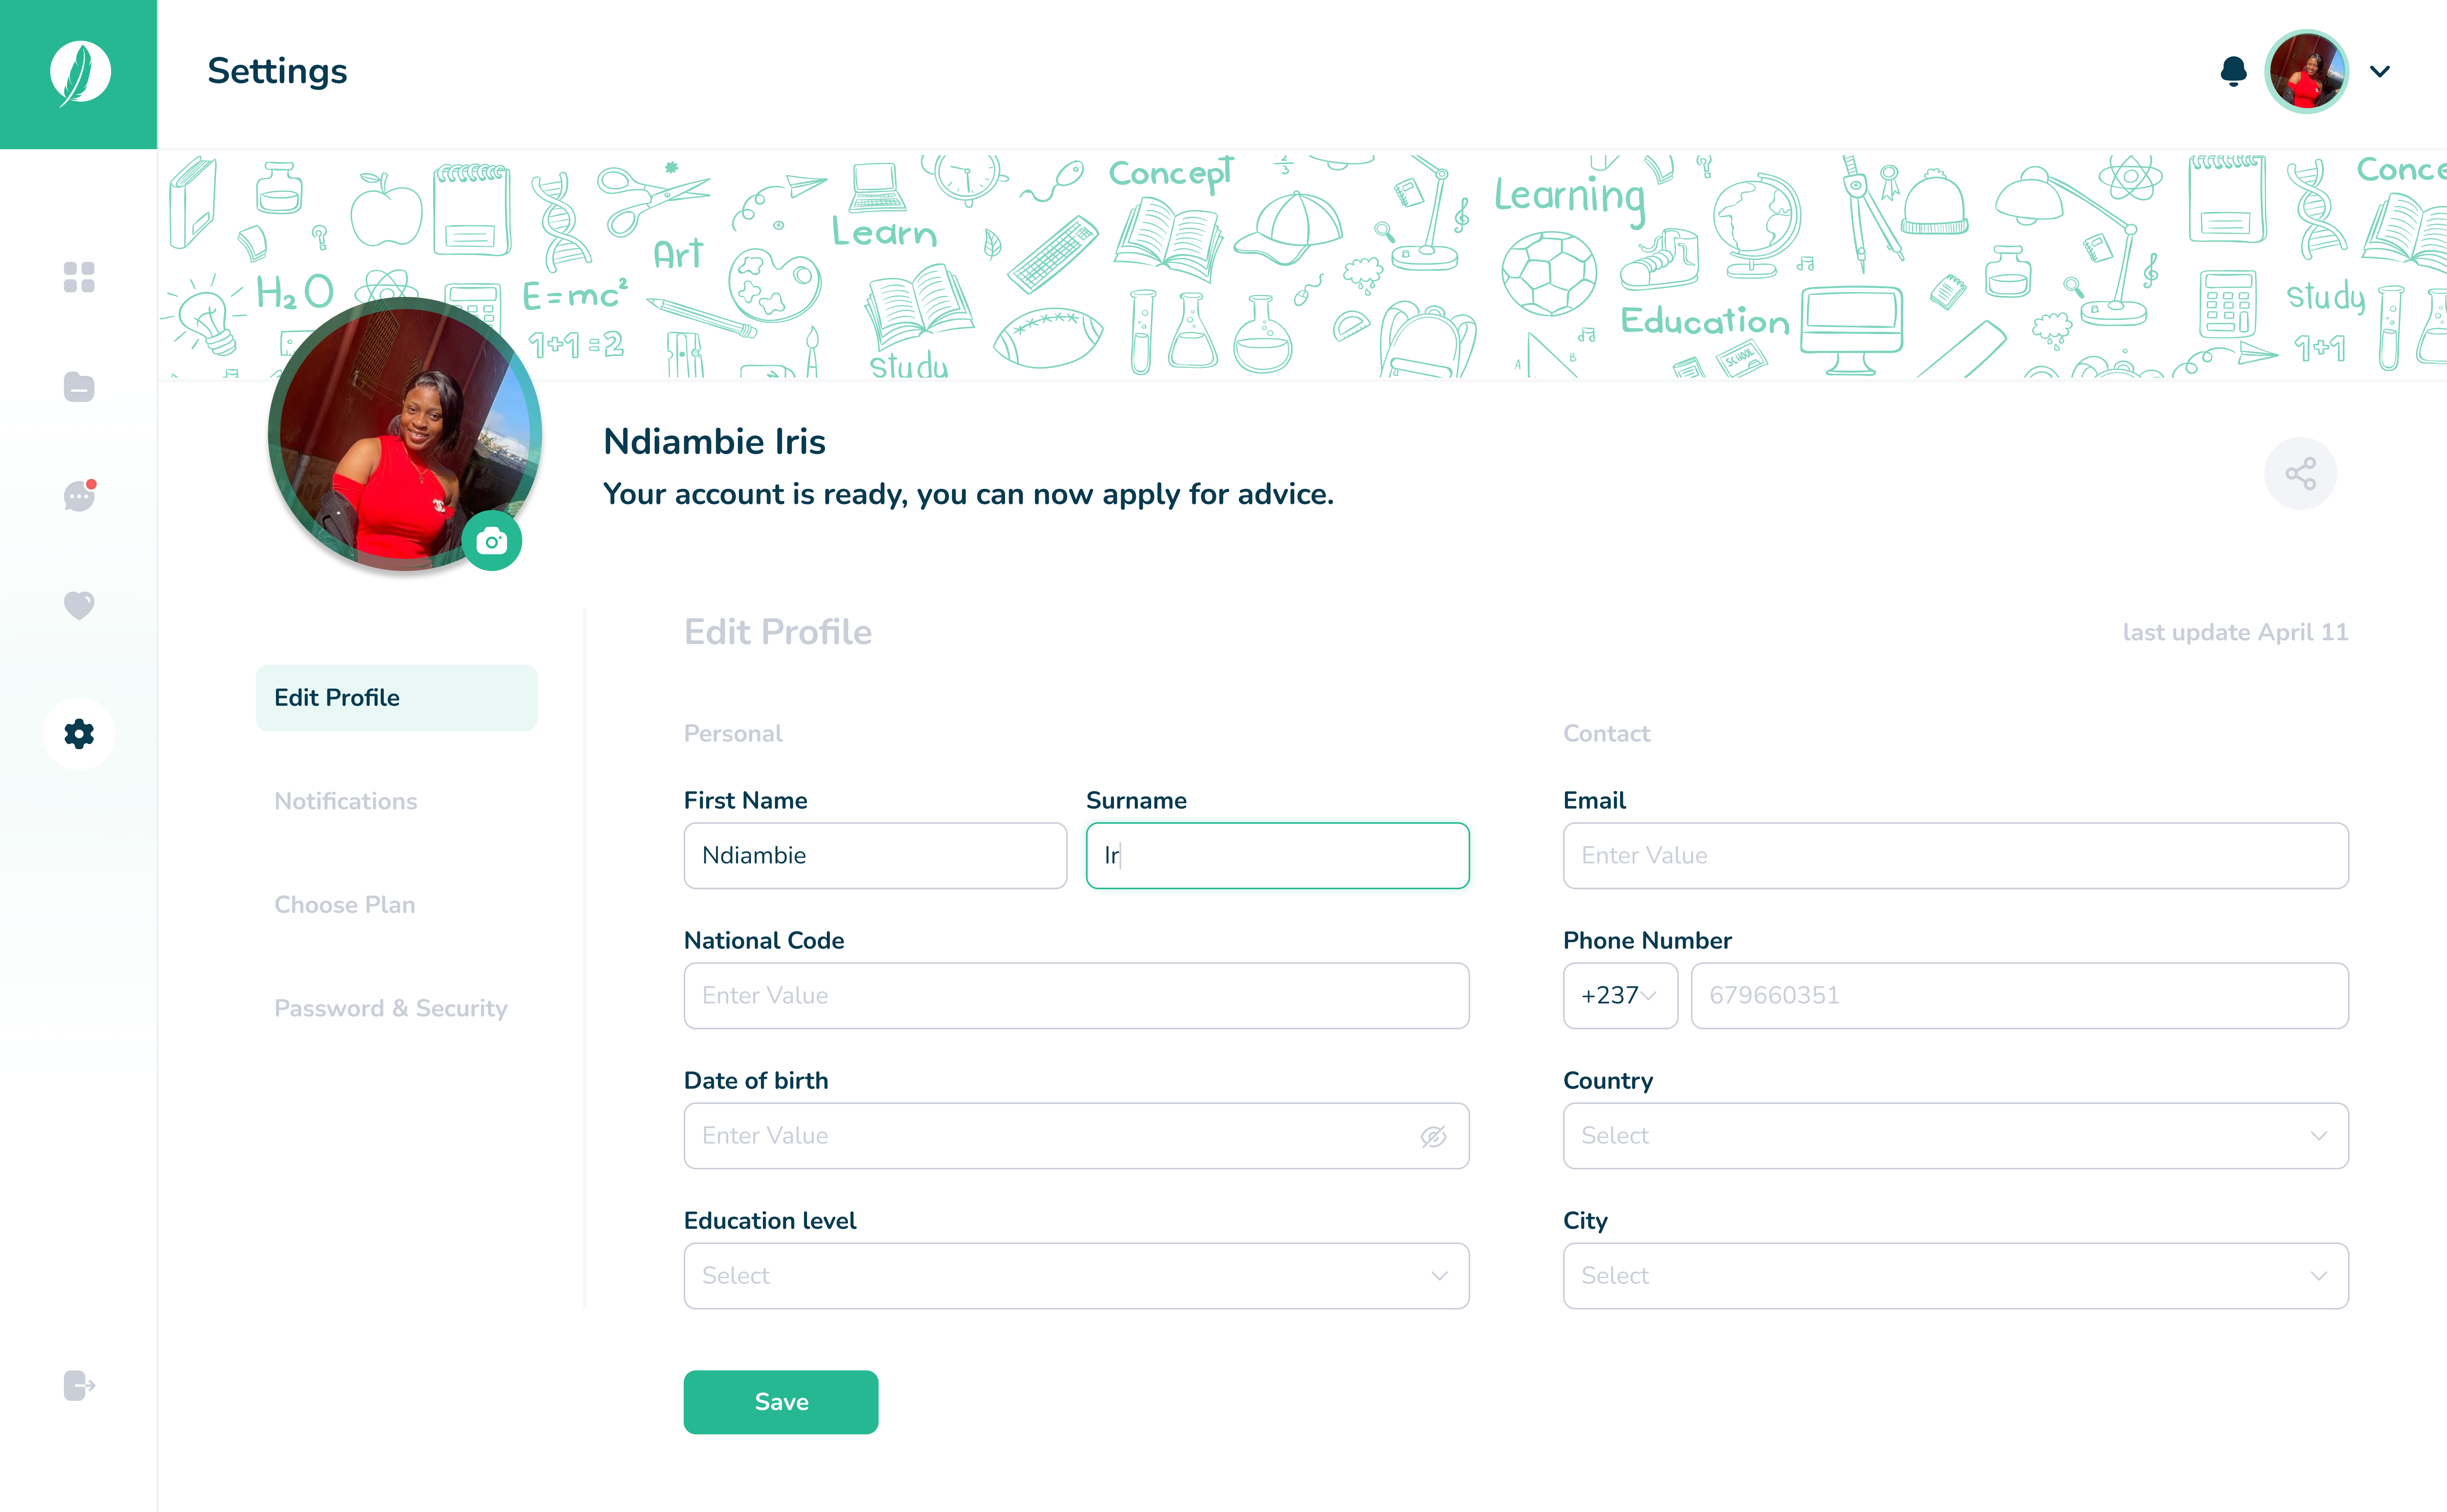 Settings
Concept
2/3
Learning
Conce
Learn
Art
H₂O
E=mc²
Study
Education
1+1=2
A
B
SCHOOL
1+1
Study
Ndiambie Iris
Your account is ready, you can now apply for advice.
Edit Profile
last update April 11
Edit Profile
Notifications
Choose Plan
Password & Security
Personal
First Name
Surname
Ndiambie
Ir
National Code
Enter Value
Date of birth
Enter Value
Education level
Select
Contact
Email
Enter Value
Phone Number
+237
679660351
Country
Select
City
Select
Save